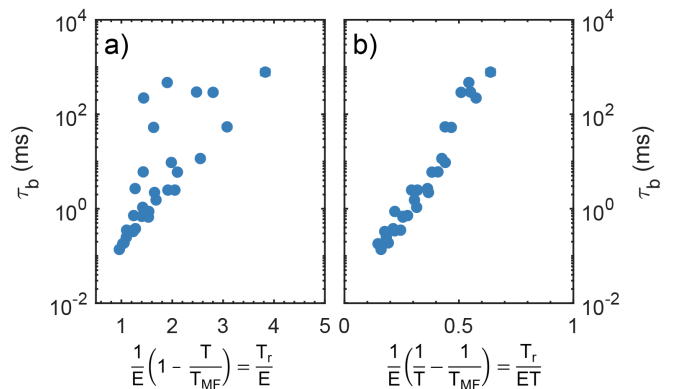 a)
10^4
10^2
10^0
10^-2
τ_b (ms)
1 2 3 4 5
1/E (1 − T/T_MF) = T_r/E
b)
10^4
10^2
10^0
10^-2
τ_b (ms)
0 0.5 1
1/E (1/T − 1/T_MF) = T_r/ET